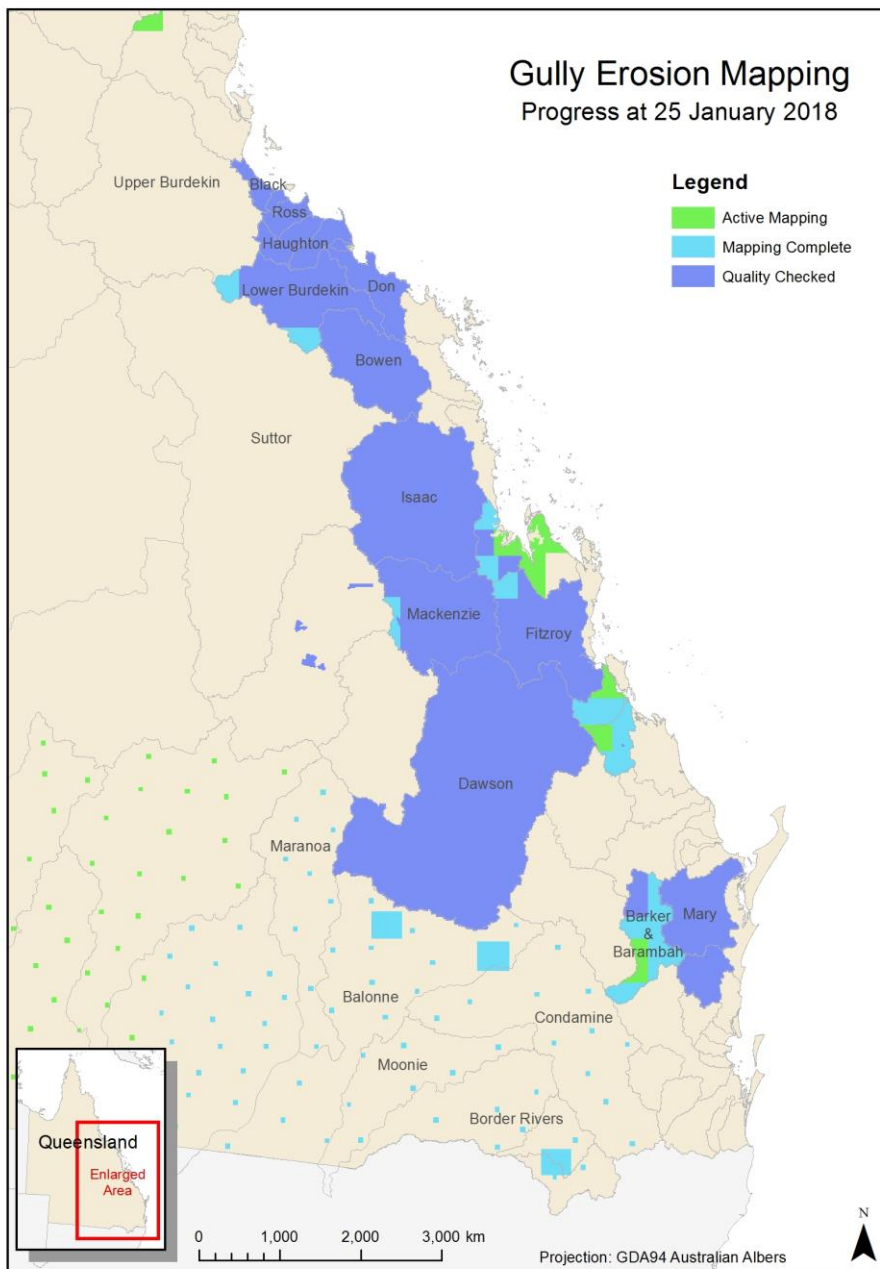 Gully Erosion Mapping
Progress at 25 January 2018
Legend
Active Mapping
Mapping Complete
Quality Checked
Upper Burdekin
Black
Ross
Haughton
Lower Burdekin
Don
Bowen
Suttor
Isaac
Mackenzie
Fitzroy
Dawson
Maranoa
Barker
&
Barambah
Mary
Balonne
Condamine
Moonie
Border Rivers
Queensland
Enlarged
Area
0 1,000 2,000 3,000 km
N
Projection: GDA94 Australian Albers